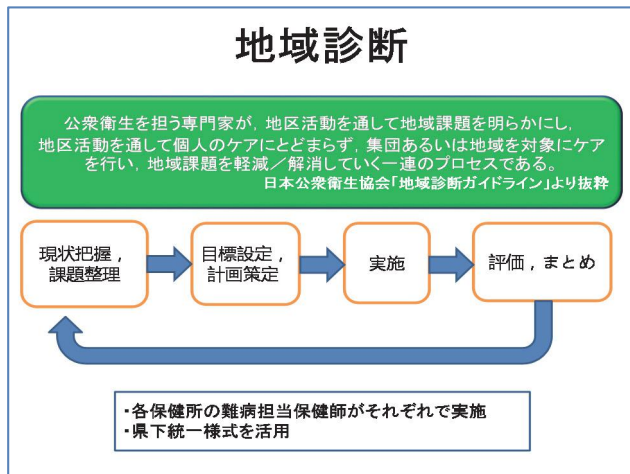 地域診断
公衆衛生を担う専門家が，地区活動を通して地域課題を明らかにし，
地区活動を通して個人のケアにとどまらず，集団あるいは地域を対象にケア
を行い，地域課題を軽減／解消していく一連のプロセスである。
日本公衆衛生協会「地域診断ガイドライン」より抜粋
現状把握，
課題整理
目標設定，
計画策定
実施
評価，まとめ
・各保健所の難病担当保健師がそれぞれで実施
・県下統一様式を活用